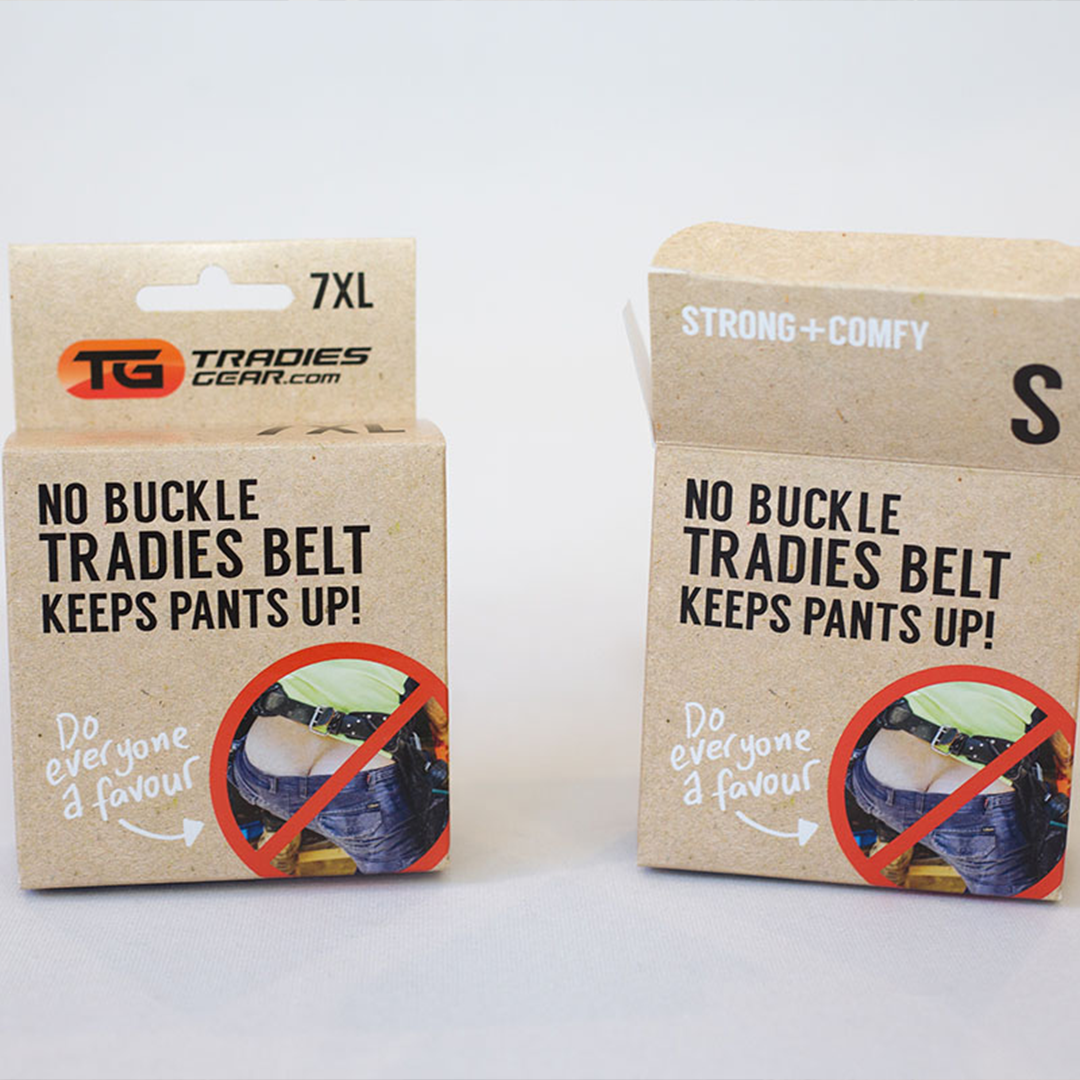 7XL
TG TRADIES
GEAR.com
7XL
NO BUCKLE
TRADIES BELT
KEEPS PANTS UP!
Do
everyone
a favour
STRONG+COMFY
S
NO BUCKLE
TRADIES BELT
KEEPS PANTS UP!
Do
everyone
a favour